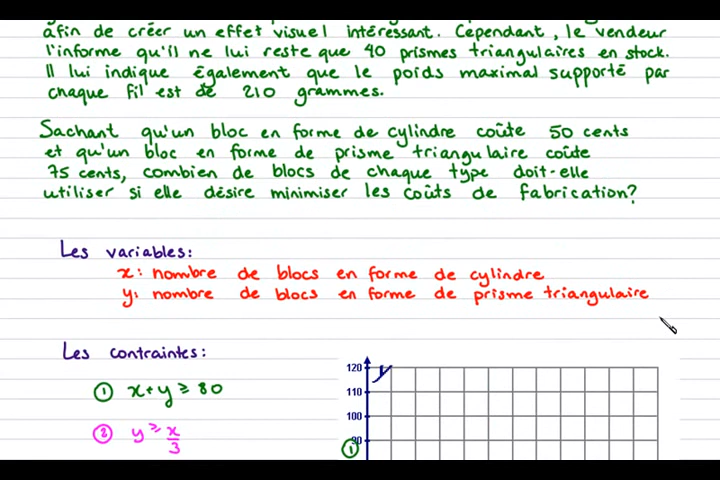 afin de créer un effet visuel intéressant. Cependant, le vendeur
l'informe qu'il ne lui reste que 40 prismes triangulaires en stock.
Il lui indique également que le poids maximal supporté par
chaque fil est de 210 grammes.
Sachant qu'un bloc en forme de cylindre coûte 50 cents
et qu'un bloc en forme de prisme triangulaire coûte
75 cents, combien de blocs de chaque type doit-elle
utiliser si elle désire minimiser les coûts de fabrication?
Les variables:
x: nombre de blocs en forme de cylindre
y: nombre de blocs en forme de prisme triangulaire
Les contraintes:
① x+y ≥ 80
② y ≥ x/3
y
120
110
100
90
①